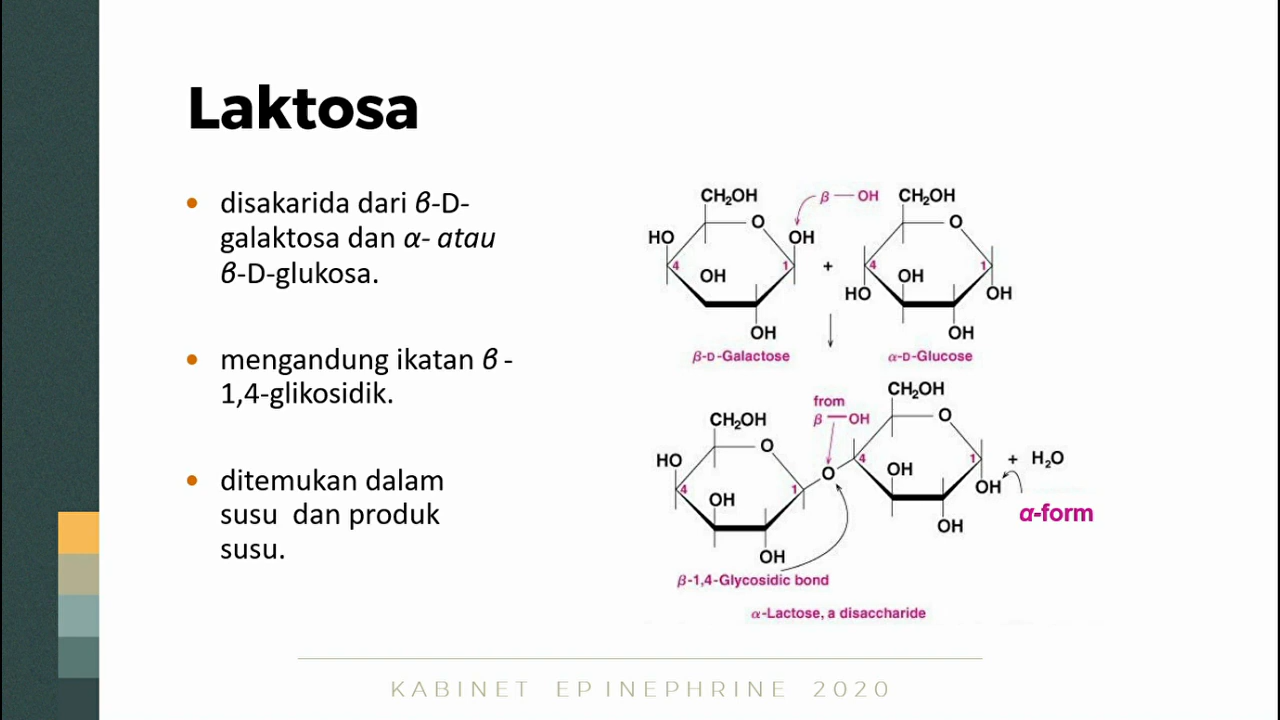 Laktosa
• disakarida dari β-D-
galaktosa dan α- atau
β-D-glukosa.
• mengandung ikatan β -
1,4-glikosidik.
• ditemukan dalam
susu dan produk
susu.
CH₂OH
β — OH
CH₂OH
O
O
HO
OH
4
OH
1
+
4
OH
1
HO
OH
OH
OH
β-D-Galactose
α-D-Glucose
CH₂OH
from
β — OH
CH₂OH
O
O
HO
4
1
+ H₂O
OH
O
4
OH
1
OH
α-form
OH
OH
β-1,4-Glycosidic bond
α-Lactose, a disaccharide
KABINET EPINEPHRINE 2020